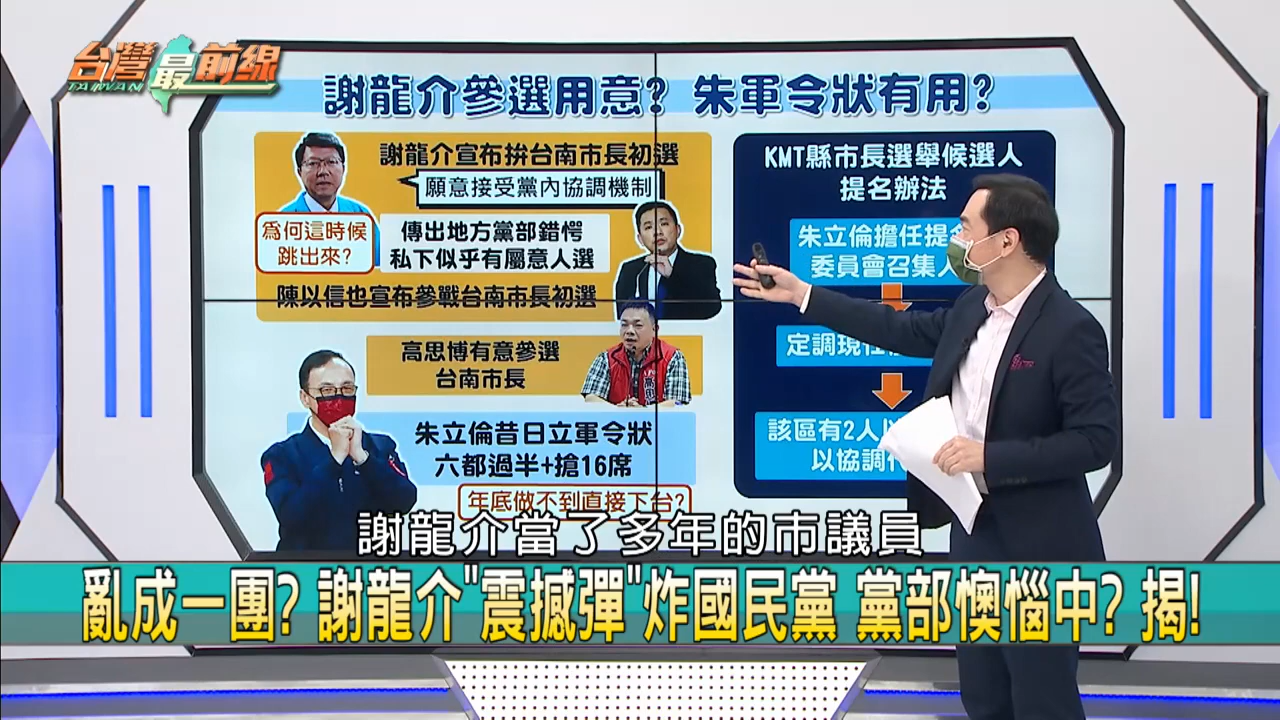 台灣最前線
TAIWAN
謝龍介參選用意? 朱軍令狀有用?
謝龍介宣布拚台南市長初選
願意接受黨內協調機制
為何這時候
跳出來?
傳出地方黨部錯愕
私下似乎有屬意人選
陳以信也宣布參戰台南市長初選
高思博有意參選
台南市長
朱立倫昔日立軍令狀
六都過半+搶16席
年底做不到直接下台?
KMT縣市長選舉候選人
提名辦法
朱立倫擔任提名
委員會召集人
定調現任
該區有2人以
以協調代
謝龍介當了多年的市議員
亂成一團? 謝龍介"震撼彈"炸國民黨 黨部懊惱中? 揭!